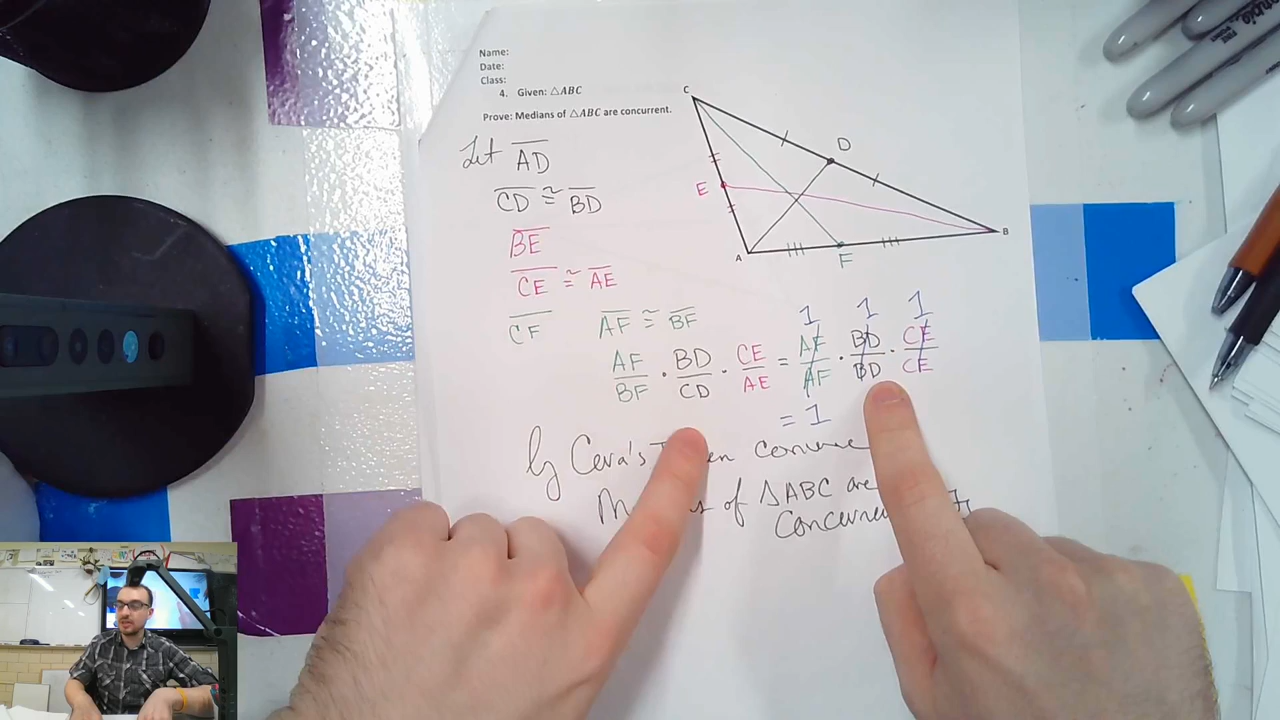 Name:
Date:
Class:
4. Given: △ABC
Prove: Medians of △ABC are concurrent.
Let AD
CD ≅ BD
BE
CE ≅ AE
CF AF ≅ BF
AF/BF · BD/CD · CE/AE = AF/AF · BD/BD · CE/CE
1 1 1
= 1
by Ceva's
of △ABC are
C
D
E
A
F
B